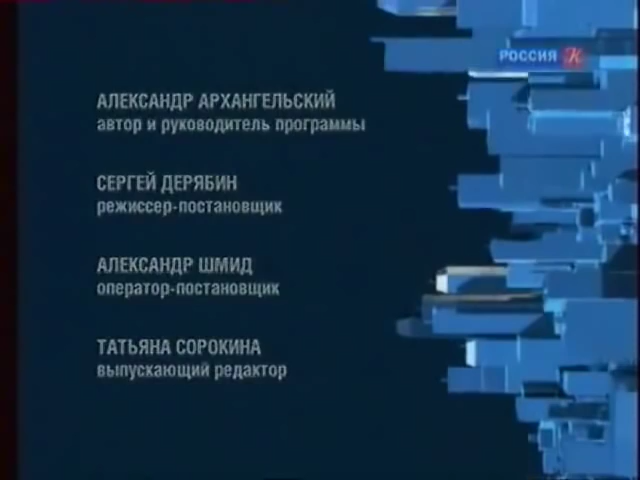 РОССИЯ К
АЛЕКСАНДР АРХАНГЕЛЬСКИЙ
автор и руководитель программы
СЕРГЕЙ ДЕРЯБИН
режиссер-постановщик
АЛЕКСАНДР ШМИД
оператор-постановщик
ТАТЬЯНА СОРОКИНА
выпускающий редактор